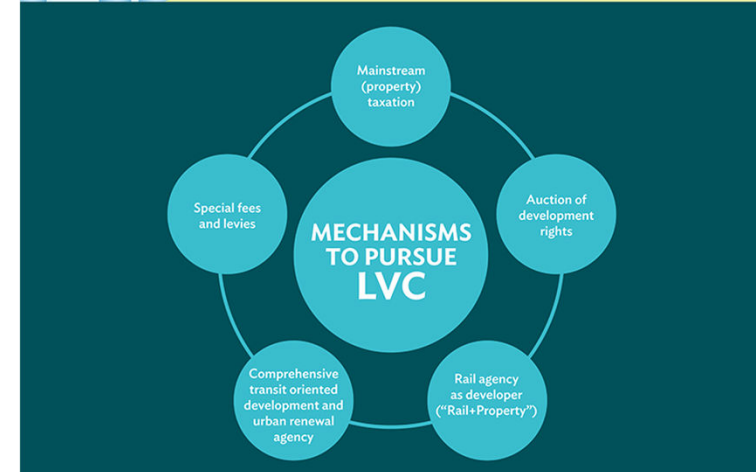 Mainstream
(property)
taxation
Special fees
and levies
Auction of
development
rights
MECHANISMS
TO PURSUE
LVC
Comprehensive
transit oriented
development and
urban renewal
agency
Rail agency
as developer
(“Rail+Property”)